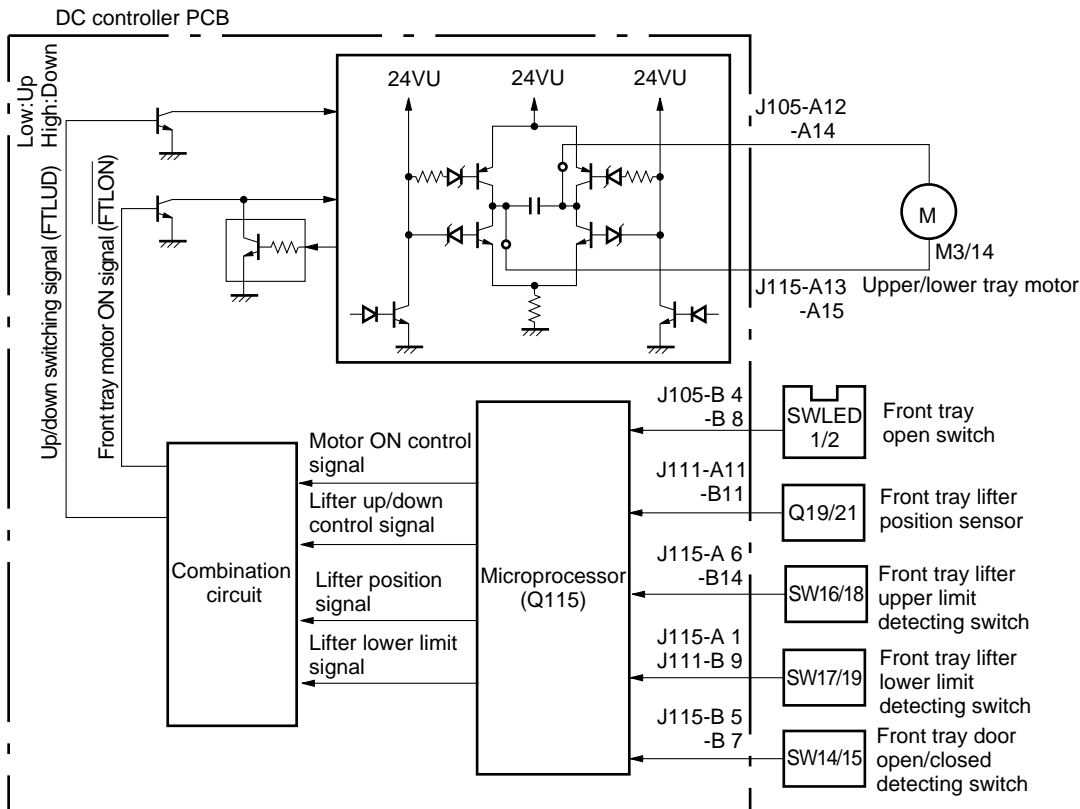 DC controller PCB
Low:Up
High:Down
Up/down switching signal (FTLUD)
Front tray motor ON signal (FTLON)
24VU
24VU
24VU
J105-A12
-A14
M
M3/14
J115-A13
-A15
Upper/lower tray motor
Combination
circuit
Motor ON control
signal
Lifter up/down
control signal
Lifter position
signal
Lifter lower limit
signal
Microprocessor
(Q115)
J105-B 4
-B 8
SWLED
1/2
Front tray
open switch
J111-A11
-B11
Q19/21
Front tray lifter
position sensor
J115-A 6
-B14
SW16/18
Front tray lifter
upper limit
detecting switch
J115-A 1
J111-B 9
SW17/19
Front tray lifter
lower limit
detecting switch
J115-B 5
-B 7
SW14/15
Front tray door
open/closed
detecting switch